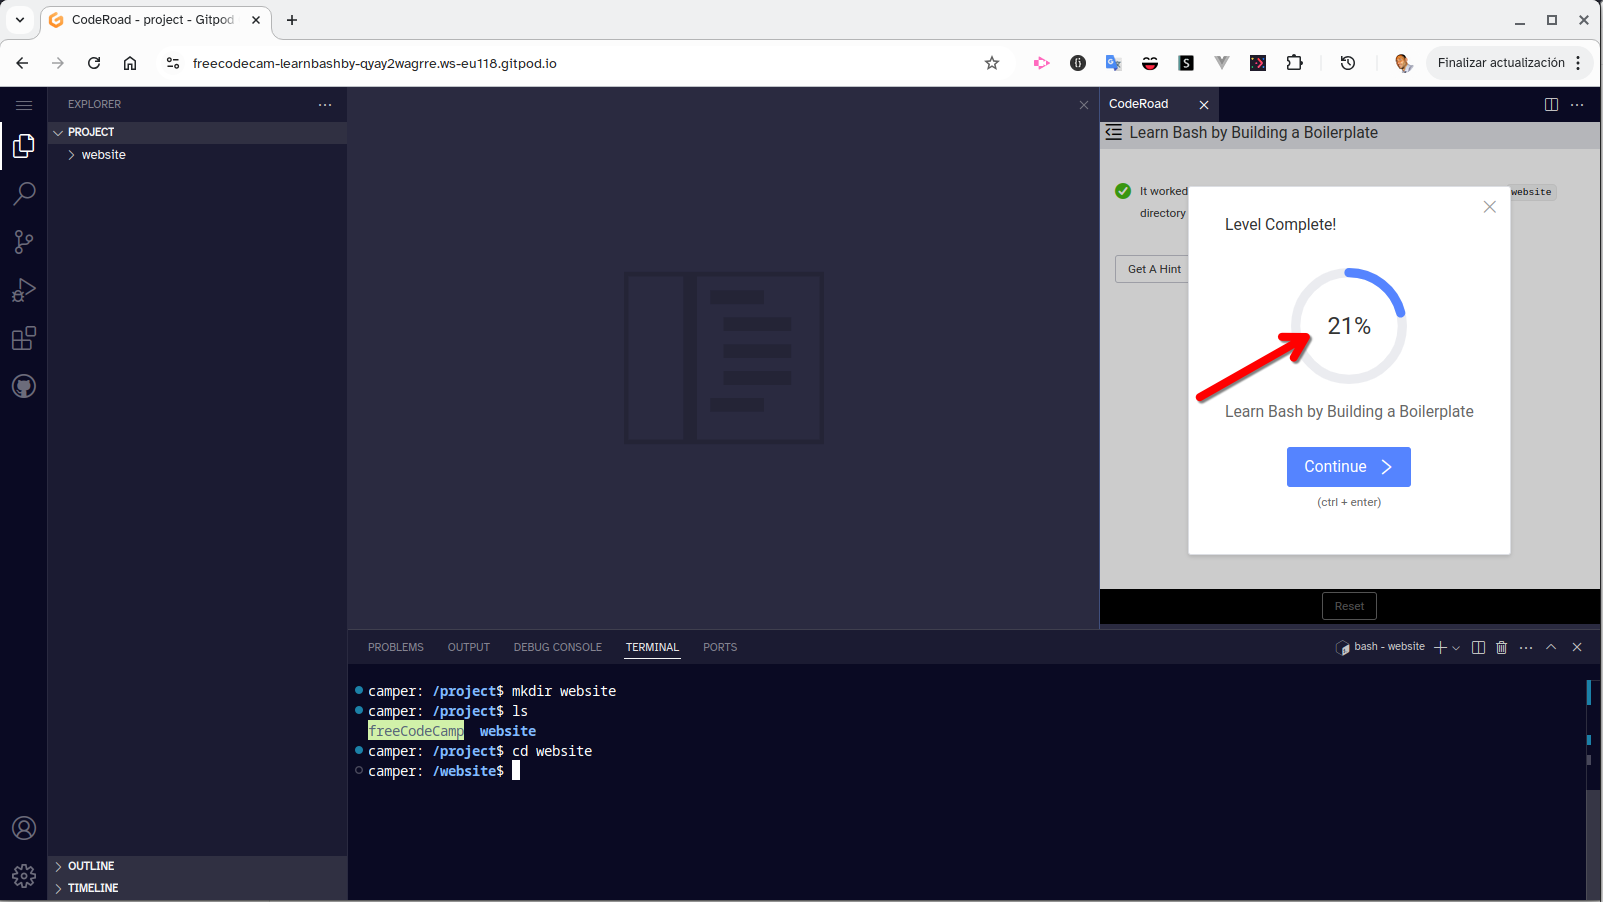 CodeRoad - project - Gitpod
freecodecam-learnbashby-qyay2wagrre.ws-eu118.gitpod.io
Finalizar actualización
EXPLORER
PROJECT
website
OUTLINE
TIMELINE
CodeRoad
Learn Bash by Building a Boilerplate
It worked
website
directory
Get A Hint
Level Complete!
21%
Learn Bash by Building a Boilerplate
Continue
(ctrl + enter)
Reset
PROBLEMS OUTPUT DEBUG CONSOLE TERMINAL PORTS
bash - website
camper: /project$ mkdir website
camper: /project$ ls
freeCodeCamp website
camper: /project$ cd website
camper: /website$